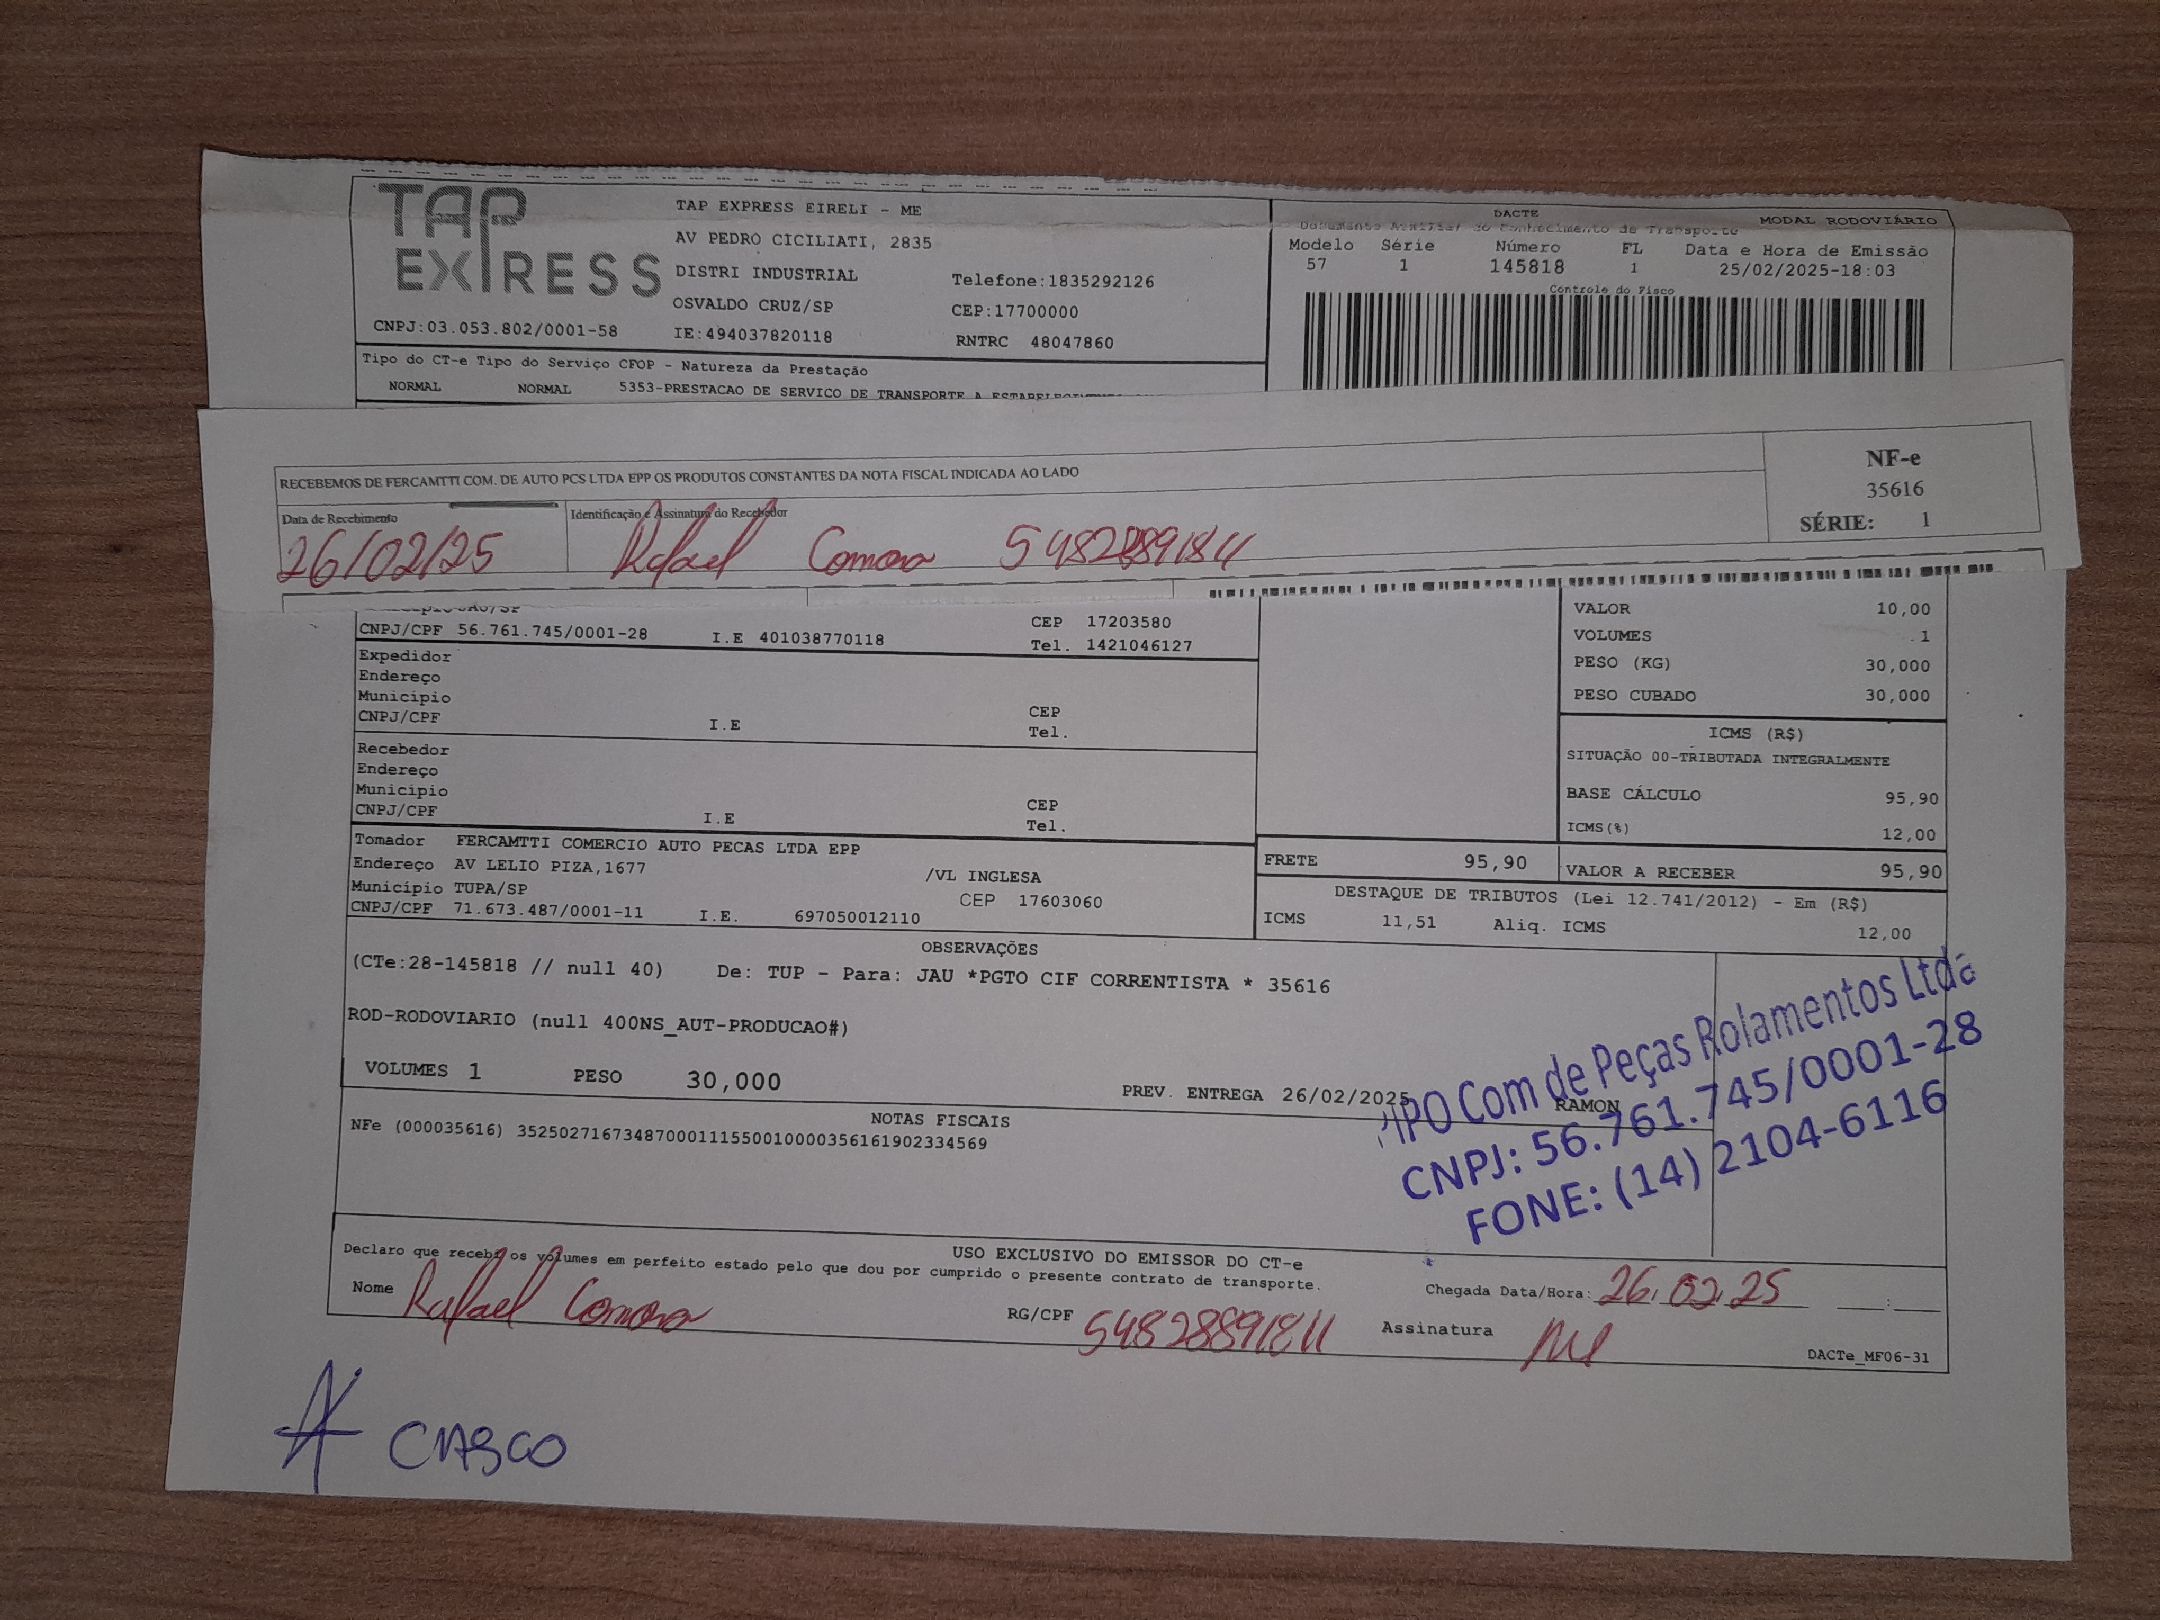 TAP EXPRESS
CNPJ:03.053.802/0001-58
TAP EXPRESS EIRELI - ME
AV PEDRO CICILIATI, 2835
DISTRI INDUSTRIAL
Telefone:1835292126
OSVALDO CRUZ/SP
CEP:17700000
IE:494037820118
RNTRC 48047860
DACTE
MODAL RODOVIÁRIO
Documento Auxiliar do Conhecimento de Transporte
Modelo Série Número FL Data e Hora de Emissão
57 1 145818 1 25/02/2025-18:03
Controle do Fisco
Tipo do CT-e Tipo do Serviço CFOP - Natureza da Prestação
NORMAL NORMAL 5353-PRESTACAO DE SERVICO DE TRANSPORTE A
RECEBEMOS DE FERCAMTTI COM. DE AUTO PCS LTDA EPP OS PRODUTOS CONSTANTES DA NOTA FISCAL INDICADA AO LADO
NF-e
35616
SÉRIE: 1
Data de Recebimento
Identificação e Assinatura do Recebedor
26/02/25 Rafael 54828891811
CNPJ/CPF 56.761.745/0001-28 I.E 401038770118
CEP 17203580
Tel. 1421046127
Expedidor
Endereço
Município
CNPJ/CPF I.E
CEP
Tel.
Recebedor
Endereço
Município
CNPJ/CPF I.E
CEP
Tel.
Tomador FERCAMTTI COMERCIO AUTO PECAS LTDA EPP
Endereço AV LELIO PIZA,1677 /VL INGLESA
Município TUPA/SP CEP 17603060
CNPJ/CPF 71.673.487/0001-11 I.E. 697050012110
VALOR 10,00
VOLUMES 1
PESO (KG) 30,000
PESO CUBADO 30,000
ICMS (R$)
SITUAÇÃO 00-TRIBUTADA INTEGRALMENTE
BASE CÁLCULO 95,90
ICMS(%) 12,00
FRETE 95,90 VALOR A RECEBER 95,90
DESTAQUE DE TRIBUTOS (Lei 12.741/2012) - Em (R$)
ICMS 11,51 Aliq. ICMS 12,00
OBSERVAÇÕES
(CTe:28-145818 // null 40) De: TUP - Para: JAU *PGTO CIF CORRENTISTA * 35616
ROD-RODOVIARIO (null 400NS_AUT-PRODUCAO#)
VOLUMES 1 PESO 30,000 PREV. ENTREGA 26/02/2025 RAMON
Com de Peças Rolamentos Ltda
CNPJ: 56.761.745/0001-28
FONE: (14) 2104-6116
NOTAS FISCAIS
NFe (000035616) 35250271673487000111550010000356161902334569
USO EXCLUSIVO DO EMISSOR DO CT-e
Declaro que recebi os volumes em perfeito estado pelo que dou por cumprido o presente contrato de transporte.
Nome Rafael
RG/CPF 54828891811
Chegada Data/Hora: 26.02.25
Assinatura
DACTe_MF06-31
CASCO